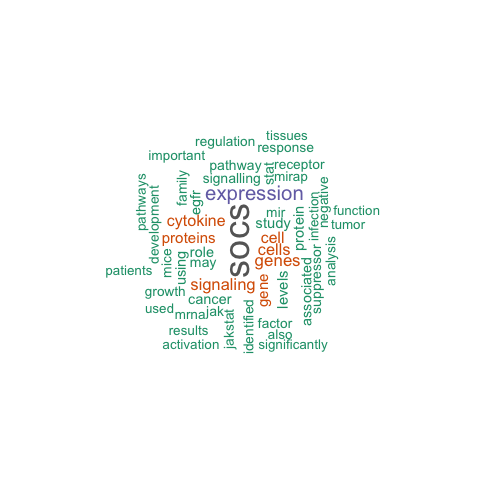 tissues
regulation
response
important
pathway
stat
receptor
signalling
mirap
family
egfr
expression
negative
pathways
development
cytokine
socs
mir
study
protein
infection
function
tumor
proteins
cell
role
cells
suppressor
analysis
mice
using
may
genes
patients
signaling
gene
levels
associated
growth
cancer
used
mrna
jak
jakstat
identified
factor
results
also
activation
significantly